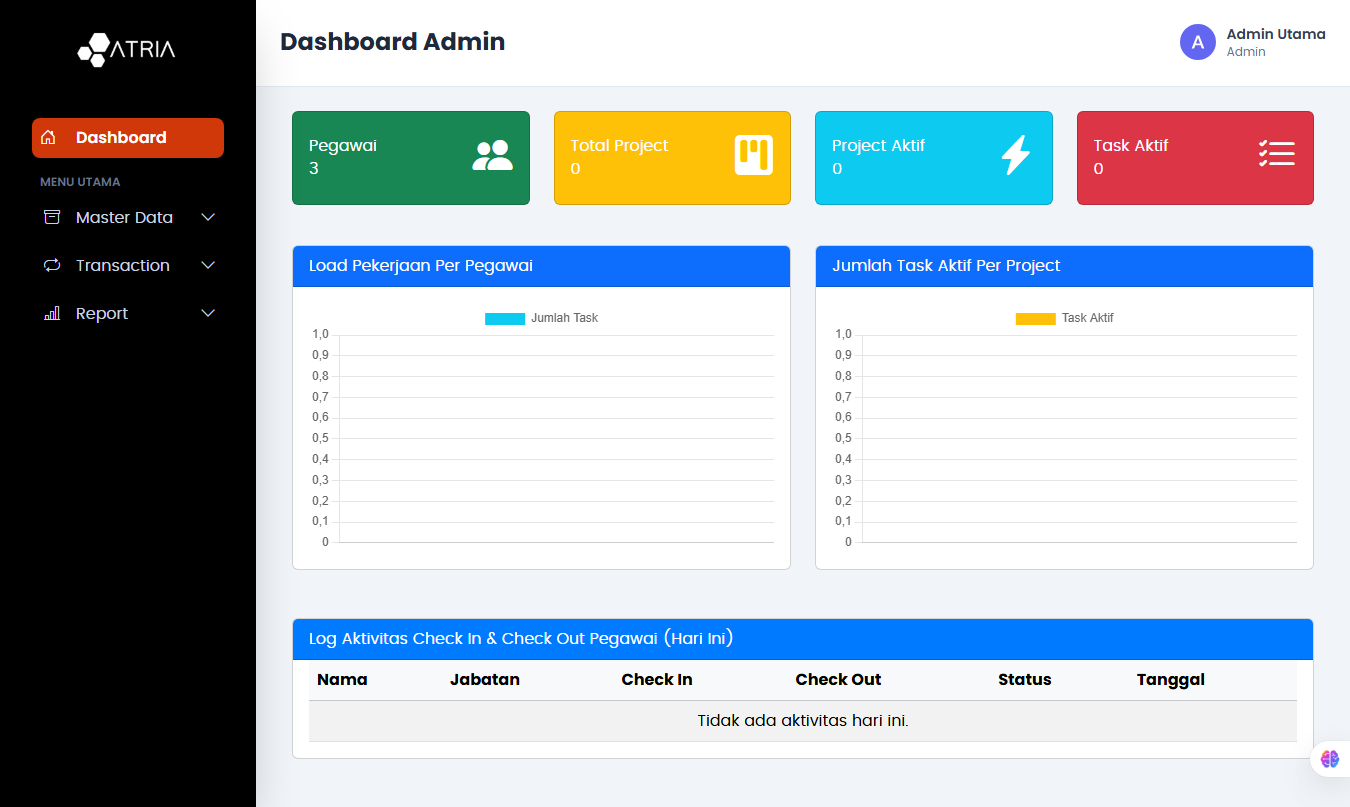 ATRIA
Dashboard
MENU UTAMA
Master Data
Transaction
Report
Dashboard Admin
A
Admin Utama
Admin
Pegawai
3
Total Project
0
Project Aktif
0
Task Aktif
0
Load Pekerjaan Per Pegawai
Jumlah Task
1,0
0,9
0,8
0,7
0,6
0,5
0,4
0,3
0,2
0,1
0
Jumlah Task Aktif Per Project
Task Aktif
1,0
0,9
0,8
0,7
0,6
0,5
0,4
0,3
0,2
0,1
0
Log Aktivitas Check In & Check Out Pegawai (Hari Ini)
Nama Jabatan Check In Check Out Status Tanggal
Tidak ada aktivitas hari ini.